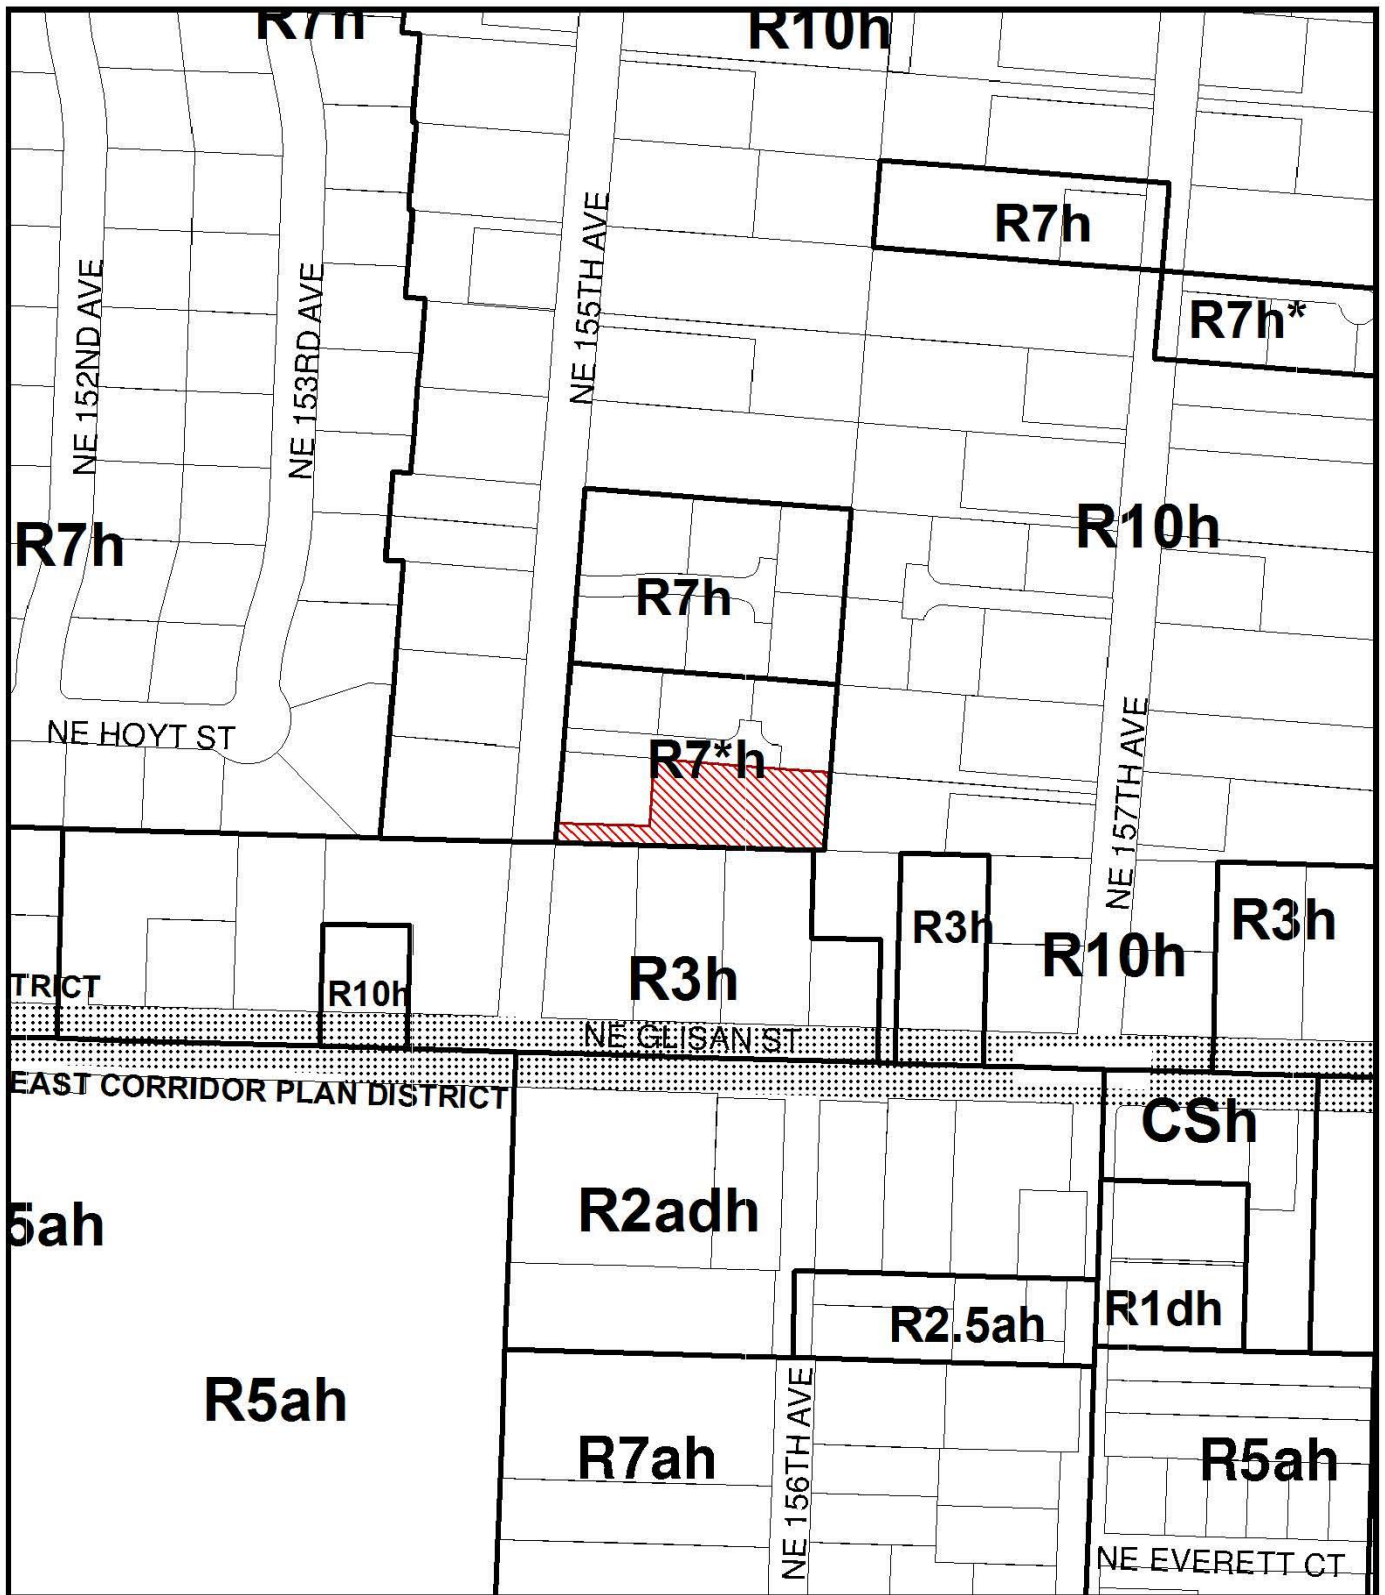 R7h
R10h
R7h
R7h*
NE 152ND AVE
NE 153RD AVE
NE 155TH AVE
R7h
R10h
R7h
NE HOYT ST
R7*h
NE 157TH AVE
R3h
R3h
R10h
R3h
TRICT
R10h
NE GLISAN ST
EAST CORRIDOR PLAN DISTRICT
CSh
5ah
R2adh
R2.5ah
R1dh
R5ah
R7ah
NE 156TH AVE
R5ah
NE EVERETT CT